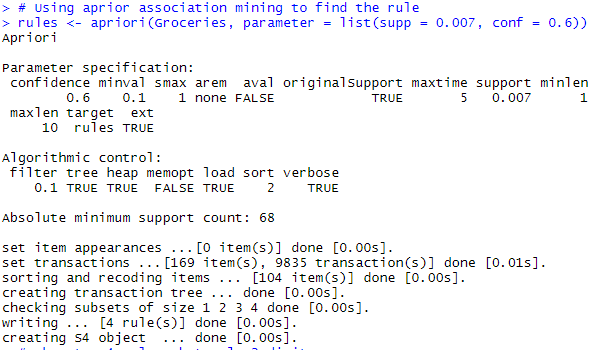 > # Using aprior association mining to find the rule
> rules <- apriori(Groceries, parameter = list(supp = 0.007, conf = 0.6))
Apriori

Parameter specification:
 confidence minval smax arem  aval originalSupport maxtime support minlen
        0.6    0.1    1 none FALSE            TRUE       5   0.007      1
 maxlen target  ext
     10  rules TRUE

Algorithmic control:
 filter tree heap memopt load sort verbose
    0.1 TRUE TRUE  FALSE TRUE    2    TRUE

Absolute minimum support count: 68

set item appearances ...[0 item(s)] done [0.00s].
set transactions ...[169 item(s), 9835 transaction(s)] done [0.01s].
sorting and recoding items ... [104 item(s)] done [0.00s].
creating transaction tree ... done [0.00s].
checking subsets of size 1 2 3 4 done [0.00s].
writing ... [4 rule(s)] done [0.00s].
creating S4 object  ... done [0.00s].